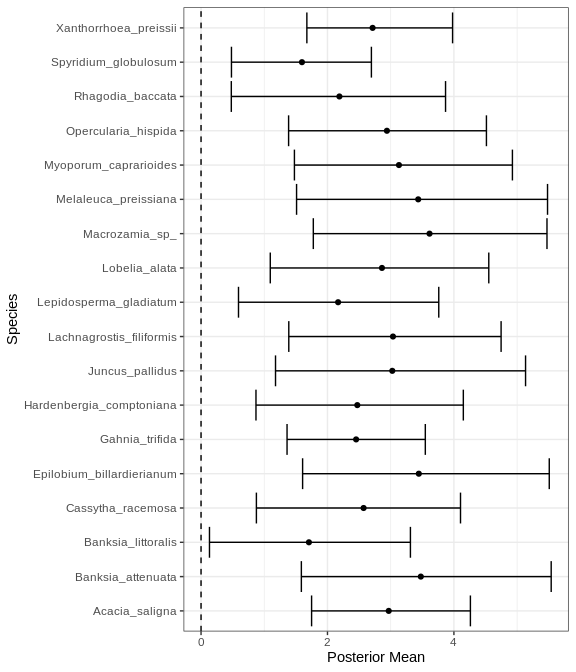 Xanthorrhoea_preissii
Spyridium_globulosum
Rhagodia_baccata
Opercularia_hispida
Myoporum_caprarioides
Melaleuca_preissiana
Macrozamia_sp_
Lobelia_alata
Lepidosperma_gladiatum
Lachnagrostis_filiformis
Juncus_pallidus
Hardenbergia_comptoniana
Gahnia_trifida
Epilobium_billardierianum
Cassytha_racemosa
Banksia_littoralis
Banksia_attenuata
Acacia_saligna
Species
0 2 4
Posterior Mean